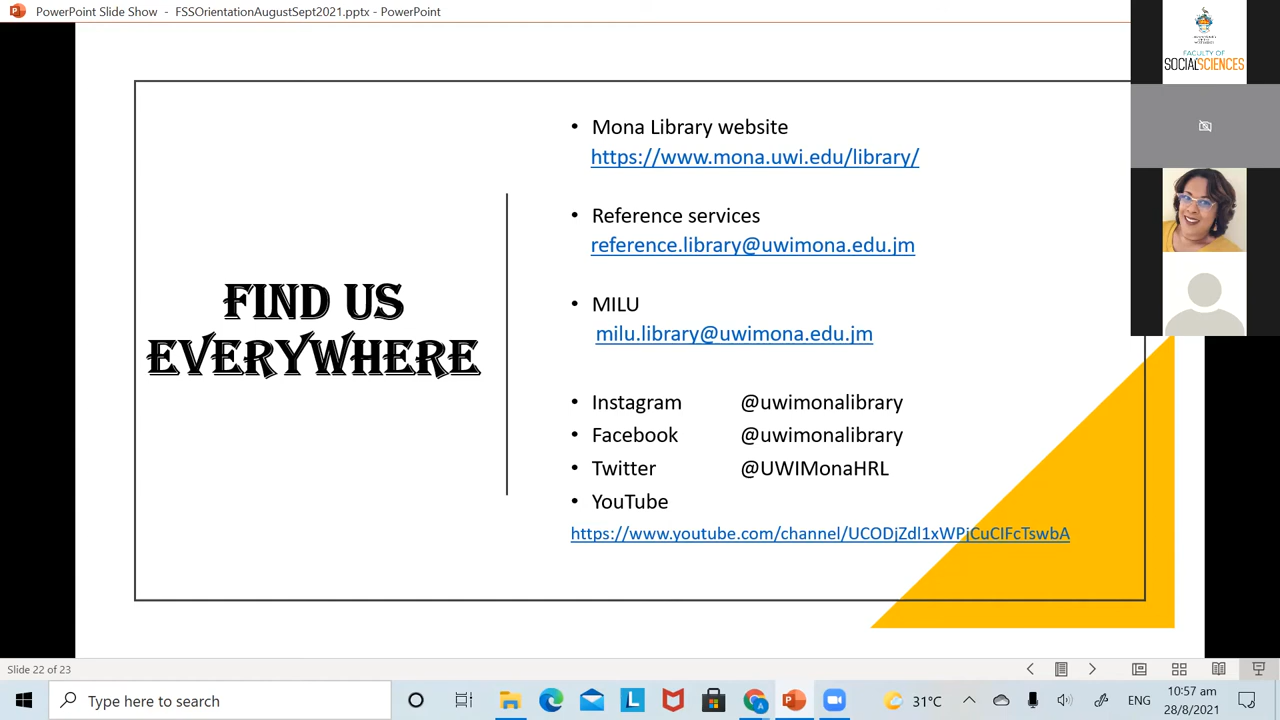 PowerPoint Slide Show - FSSOrientationAugustSept2021.pptx - PowerPoint
FACULTY OF
SOCIAL SCIENCES
FIND US
EVERYWHERE
• Mona Library website
https://www.mona.uwi.edu/library/
• Reference services
reference.library@uwimona.edu.jm
• MILU
milu.library@uwimona.edu.jm
• Instagram @uwimonalibrary
• Facebook @uwimonalibrary
• Twitter @UWIMonaHRL
• YouTube
https://www.youtube.com/channel/UCODjZdl1xWPjCuCIFcTswbA
Slide 22 of 23
Type here to search
31°C
ENG
10:57 am
28/8/2021